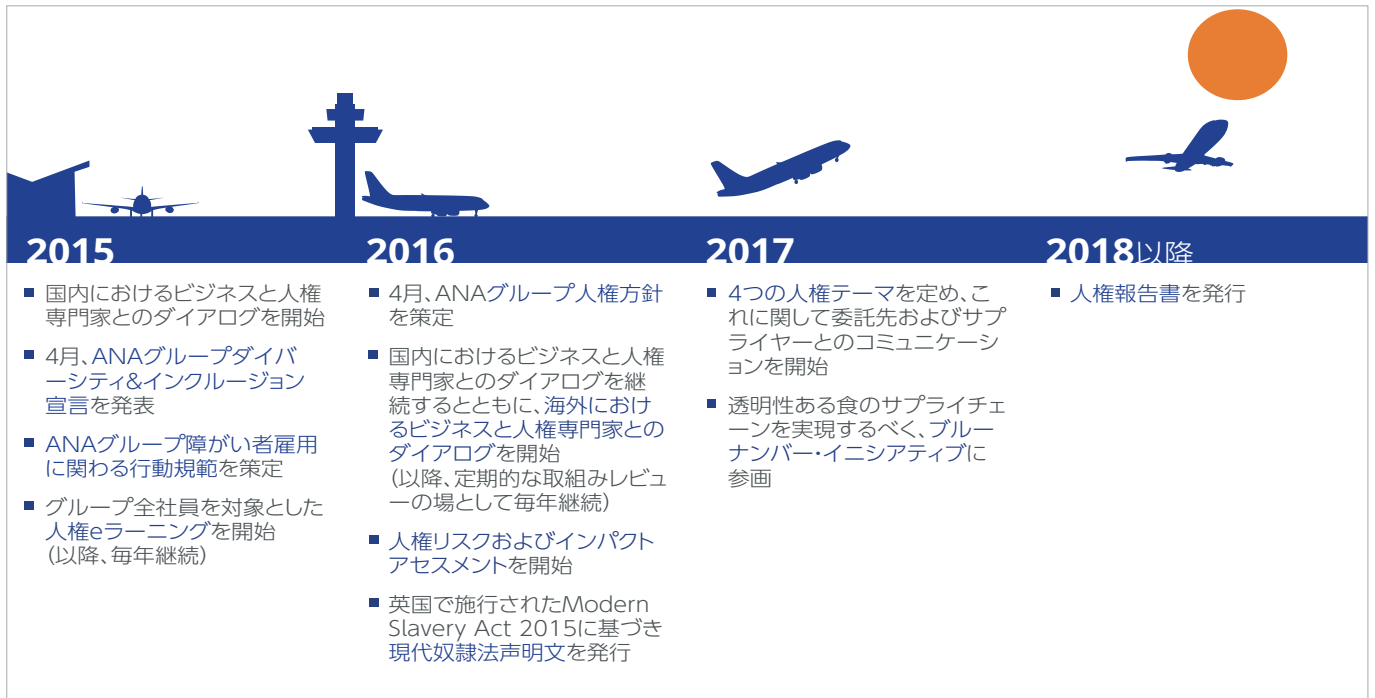 2015
■ 国内におけるビジネスと人権
専門家とのダイアログを開始
■ 4月、ANAグループダイバ
ーシティ&インクルージョン
宣言を発表
■ ANAグループ障がい者雇用
に関わる行動規範を策定
■ グループ全社員を対象とした
人権eラーニングを開始
(以降、毎年継続)
2016
■ 4月、ANAグループ人権方針
を策定
■ 国内におけるビジネスと人権
専門家とのダイアログを継
続するとともに、海外におけ
るビジネスと人権専門家との
ダイアログを開始
(以降、定期的な取組みレビュ
ーの場として毎年継続)
■ 人権リスクおよびインパクト
アセスメントを開始
■ 英国で施行されたModern
Slavery Act 2015に基づき
現代奴隷法声明文を発行
2017
■ 4つの人権テーマを定め、こ
れに関して委託先およびサプ
ライヤーとのコミュニケーシ
ョンを開始
■ 透明性ある食のサプライチェ
ーンを実現するべく、ブルー
ナンバー・イニシアティブに
参画
2018以降
■ 人権報告書を発行